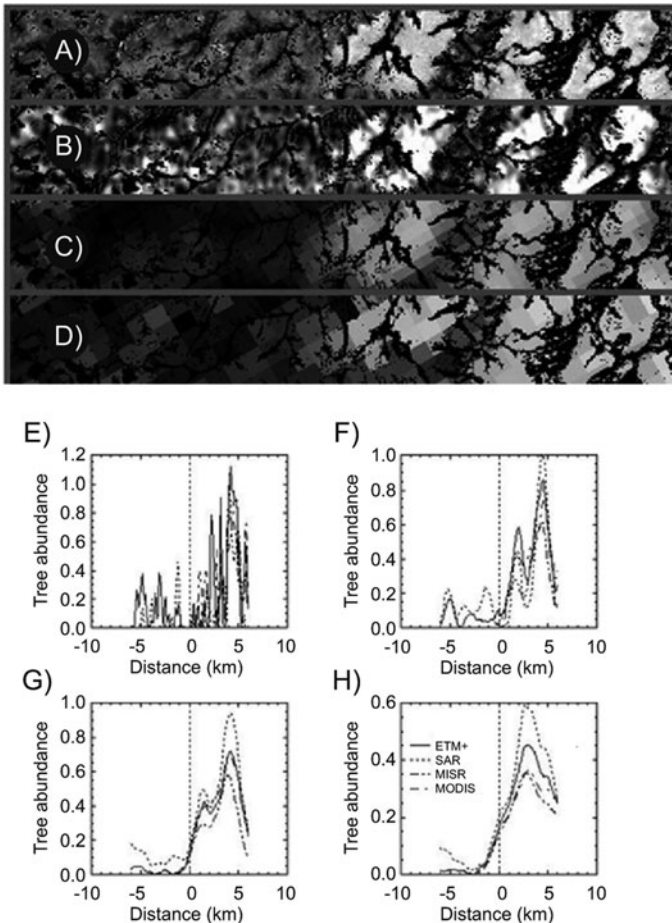 A)
B)
C)
D)
E)
1.2
1.0
0.8
0.6
0.4
0.2
0.0
-10 -5 0 5 10
Tree abundance
Distance (km)
F)
1.0
0.8
0.6
0.4
0.2
0.0
-10 -5 0 5 10
Tree abundance
Distance (km)
G)
1.0
0.8
0.6
0.4
0.2
0.0
-10 -5 0 5 10
Tree abundance
Distance (km)
H)
0.6
0.4
0.2
0.0
-10 -5 0 5 10
Tree abundance
Distance (km)
ETM+
SAR
MISR
MODIS